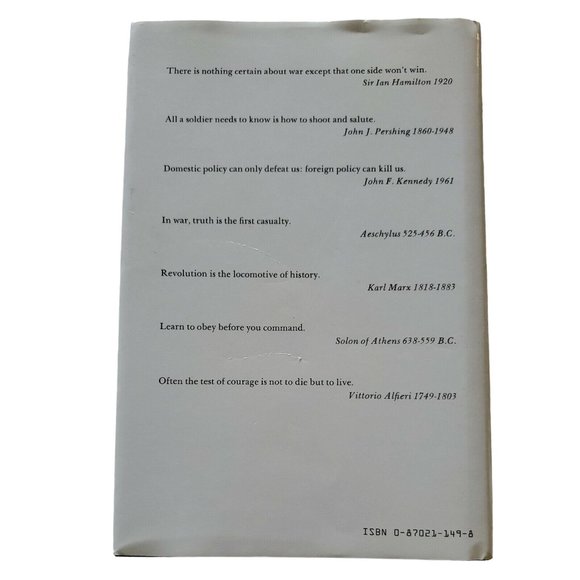 There is nothing certain about war except that one side won't win.
Sir Ian Hamilton 1920
All a soldier needs to know is how to shoot and salute.
John J. Pershing 1860-1948
Domestic policy can only defeat us: foreign policy can kill us.
John F. Kennedy 1961
In war, truth is the first casualty.
Aeschylus 525-456 B.C.
Revolution is the locomotive of history.
Karl Marx 1818-1883
Learn to obey before you command.
Solon of Athens 638-559 B.C.
Often the test of courage is not to die but to live.
Vittorio Alfieri 1749-1803
ISBN 0-87021-149-8